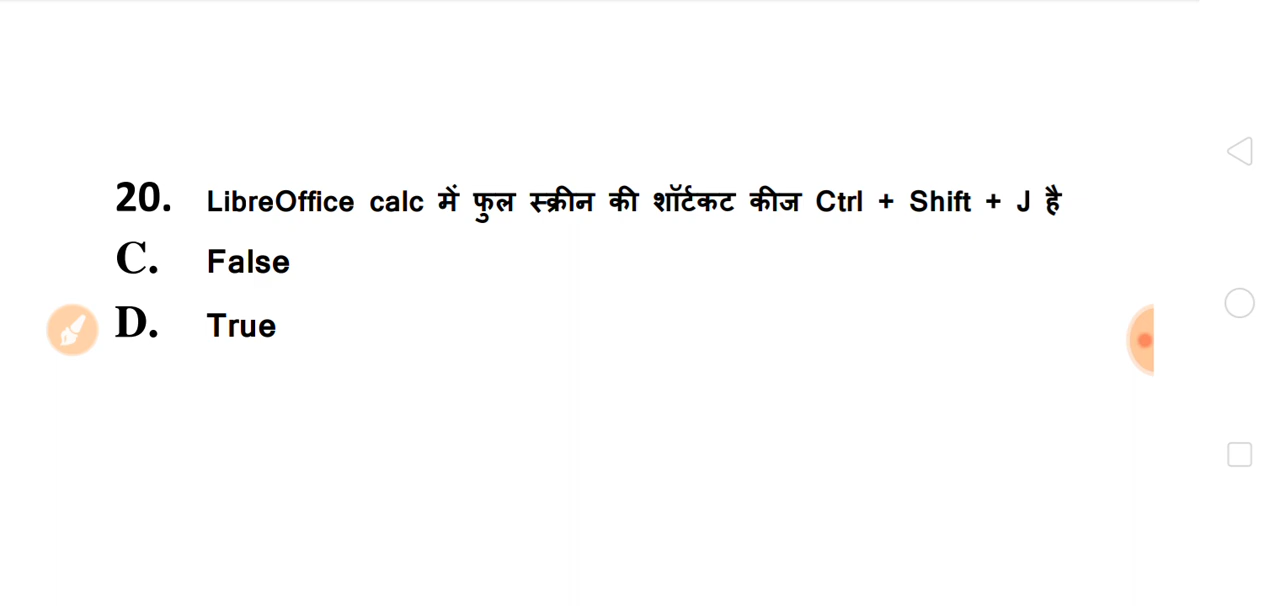 20. LibreOffice calc में फुल स्क्रीन की शॉर्टकट कीज Ctrl + Shift + J है
C. False
D. True